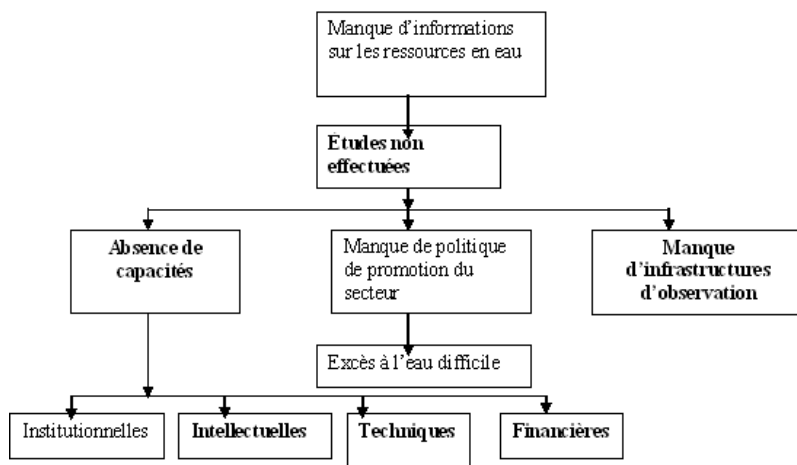 Manque d’informations
sur les ressources en eau
Études non
effectuées
Absence de
capacités
Manque de politique
de promotion du
secteur
Manque
d’infrastructures
d’observation
Excès à l’eau difficile
Institutionnelles
Intellectuelles
Techniques
Financières